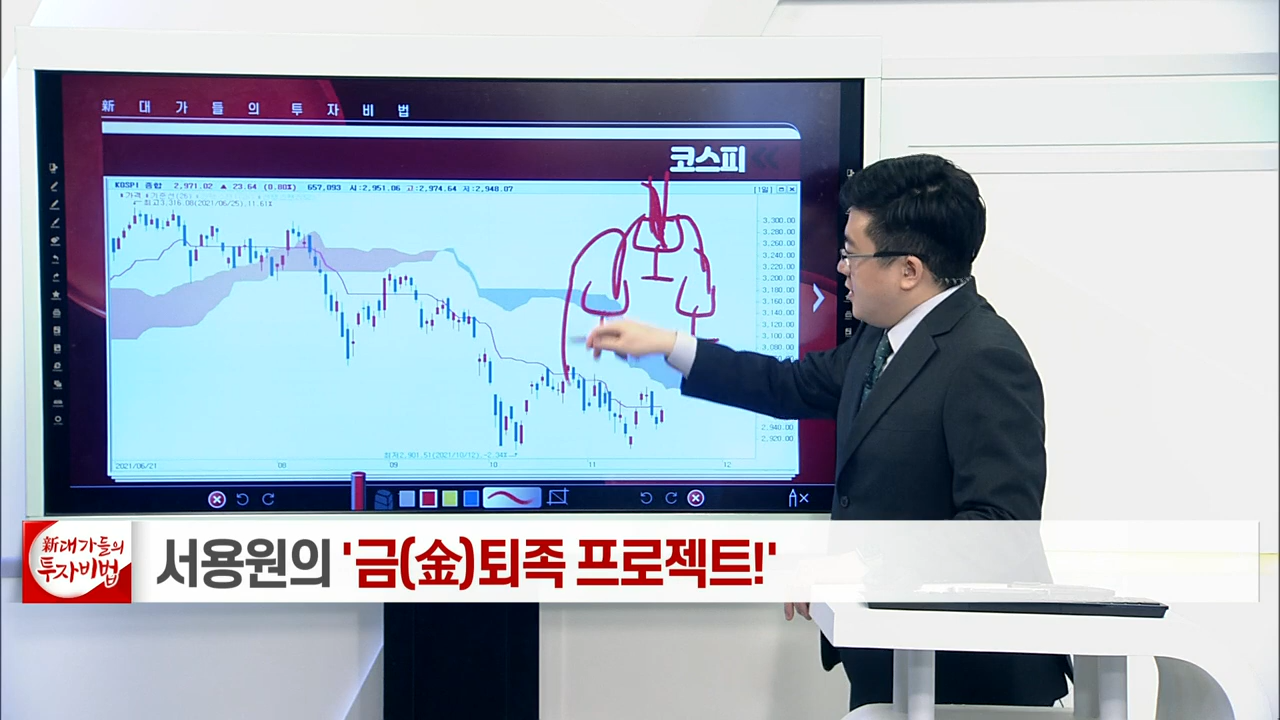 新 대 가 들 의 투 자 비 법
코스피
KOSPI 종합 2,971.02 ▲ 23.64 (0.80%) 657,093 시:2,951.06 고:2,974.64 저:2,948.07 [1일]
최고3,316.08(2021/06/25),11.61%
3,300.00
3,280.00
3,260.00
3,240.00
3,220.00
3,200.00
3,180.00
3,160.00
3,140.00
3,120.00
3,100.00
3,080.00
2,940.00
2,920.00
최저2,901.51(2021/10/12),-2.34%
2021/06/21 08 09 10 11 12
新대가들의
투자비법
서용원의 '금(金)퇴족 프로젝트!'